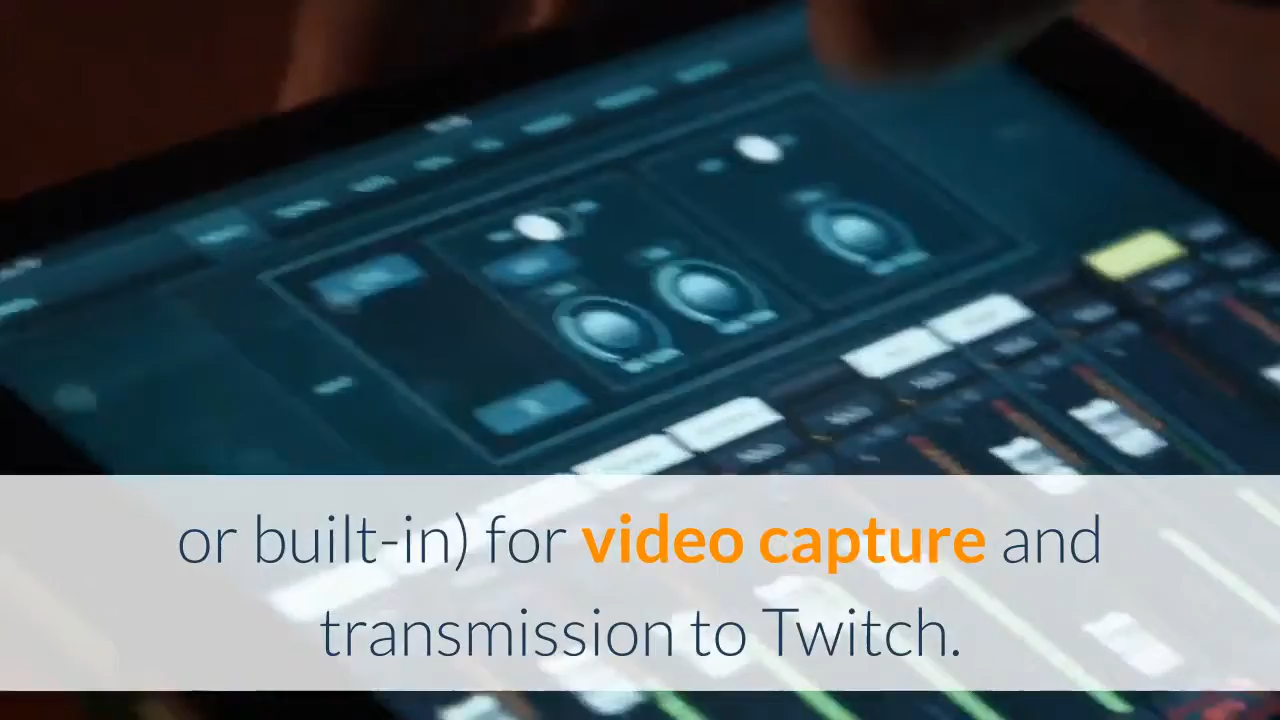 or built-in) for video capture and
transmission to Twitch.